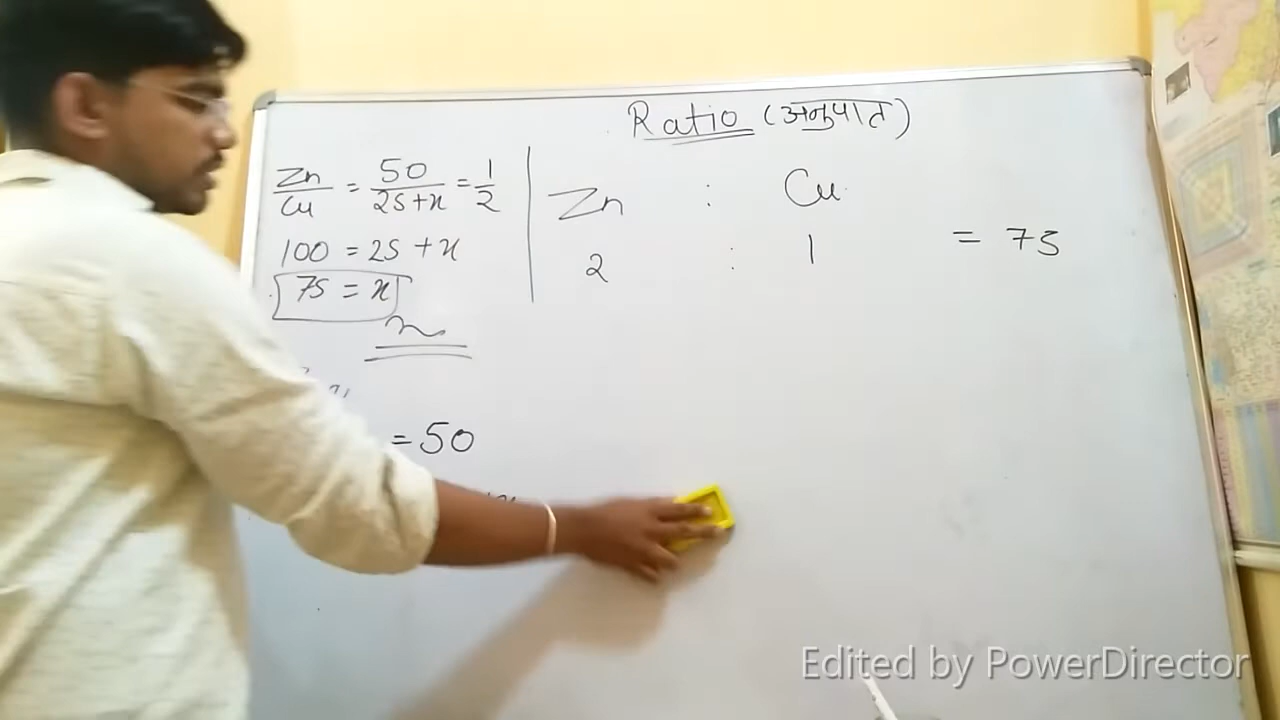 Ratio (अनुपात)
Zn/Cu = 50/(25+x) = 1/2
100 = 25 + x
75 = x
= 50
Zn : Cu
2 : 1 = 75
Edited by PowerDirector